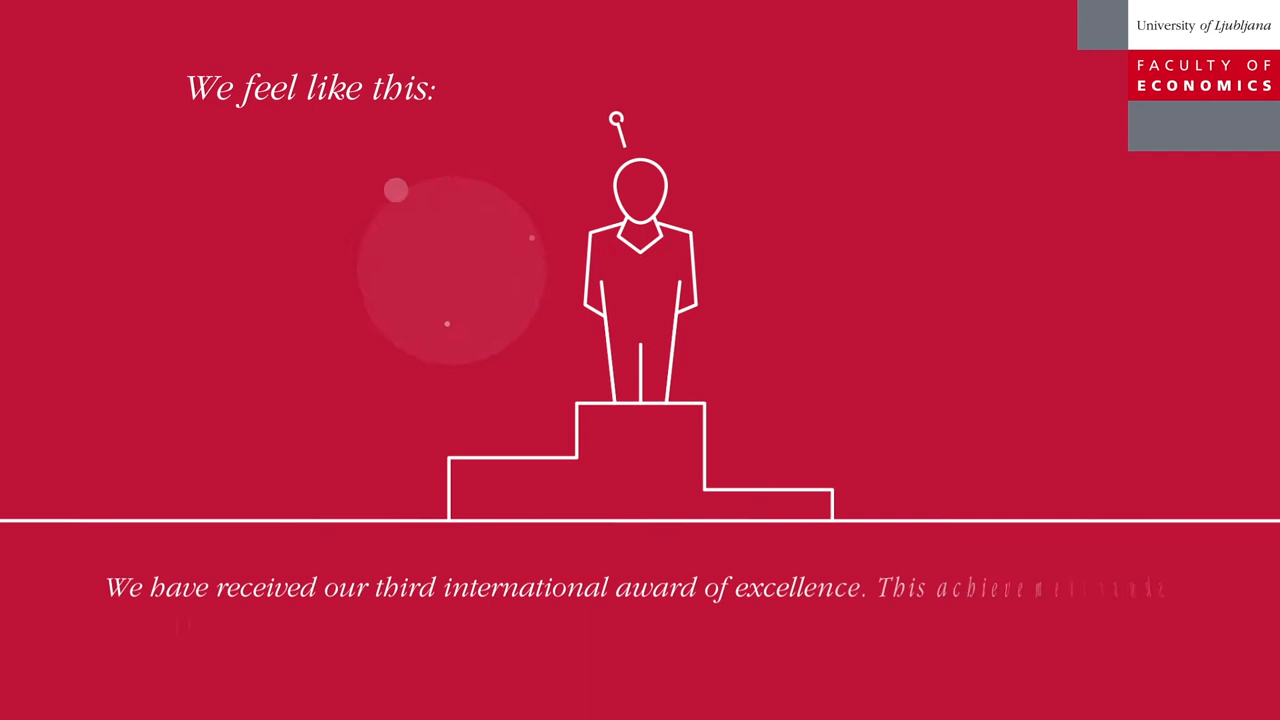 University of Ljubljana
FACULTY OF
ECONOMICS
We feel like this:
We have received our third international award of excellence. This